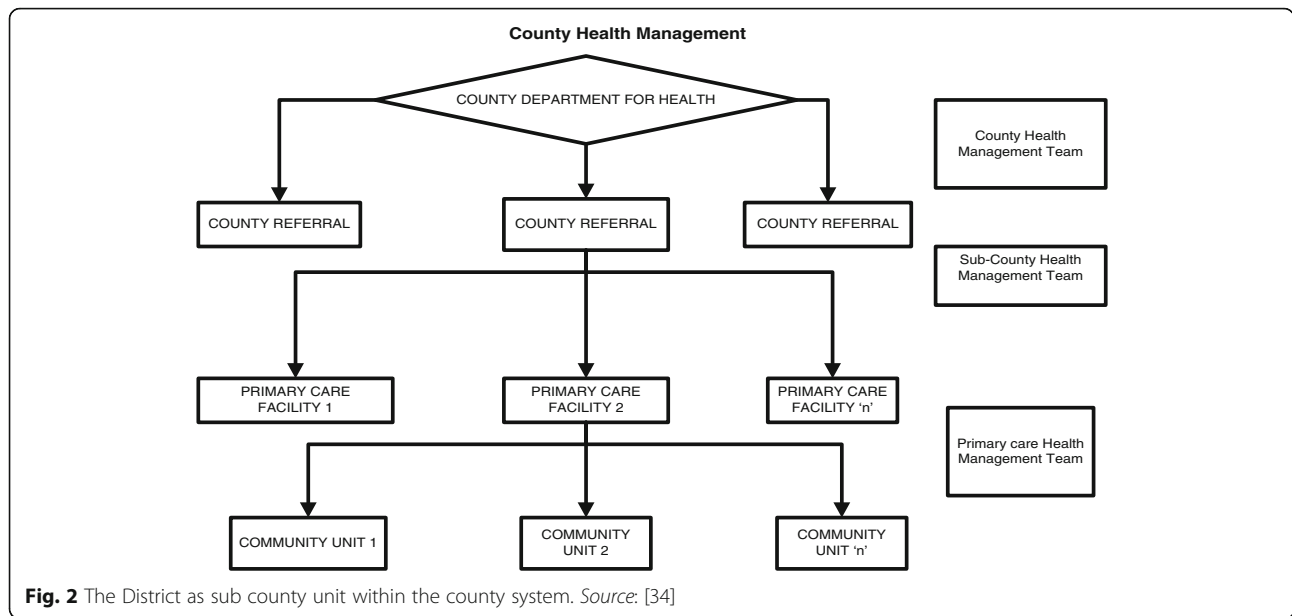 County Health Management
COUNTY DEPARTMENT FOR HEALTH
County Health
Management Team
COUNTY REFERRAL
COUNTY REFERRAL
COUNTY REFERRAL
Sub-County Health
Management Team
PRIMARY CARE
FACILITY 1
PRIMARY CARE
FACILITY 2
PRIMARY CARE
FACILITY ‘n’
Primary care Health
Management Team
COMMUNITY UNIT 1
COMMUNITY
UNIT 2
COMMUNITY
UNIT ‘n’
Fig. 2 The District as sub county unit within the county system. Source: [34]